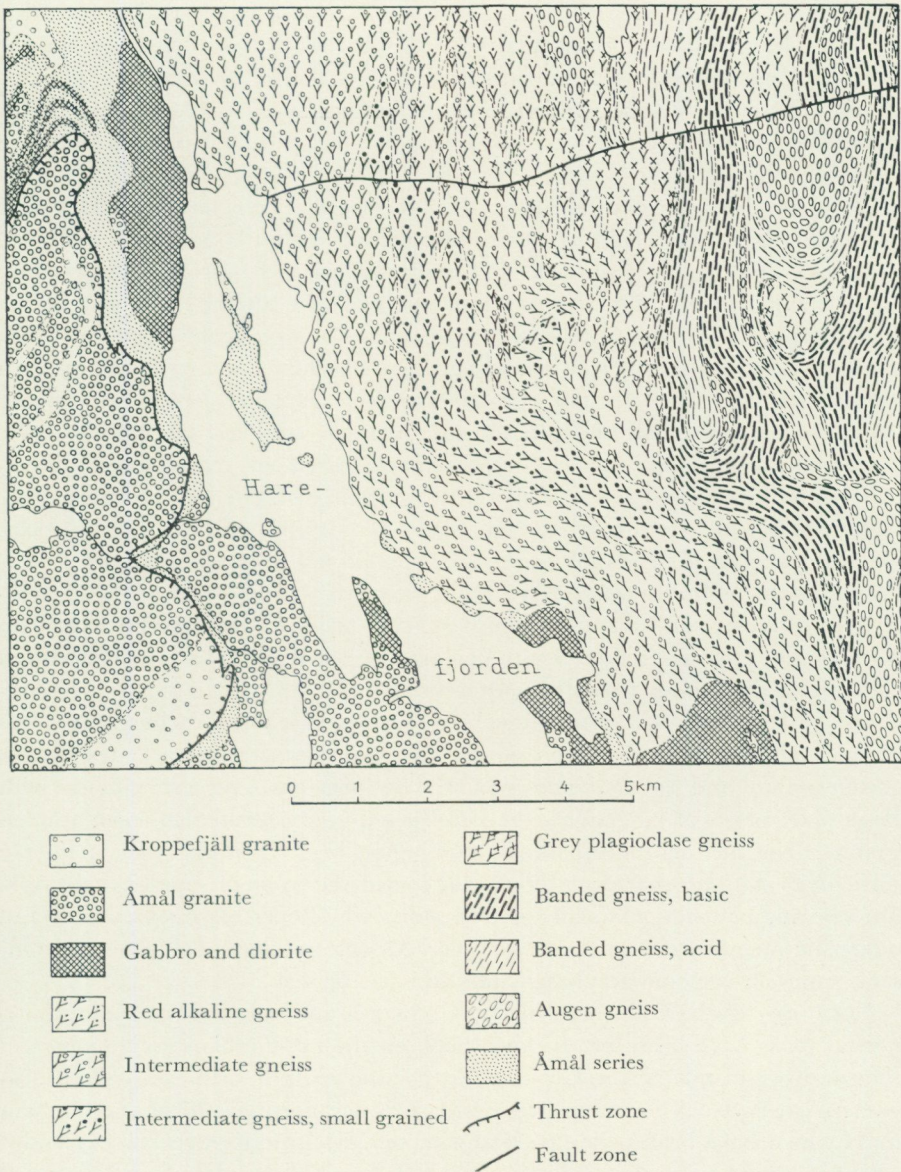 Hare-
fjorden
0 1 2 3 4 5km
Kroppefjäll granite
Åmål granite
Gabbro and diorite
Red alkaline gneiss
Intermediate gneiss
Intermediate gneiss, small grained
Grey plagioclase gneiss
Banded gneiss, basic
Banded gneiss, acid
Augen gneiss
Åmål series
Thrust zone
Fault zone